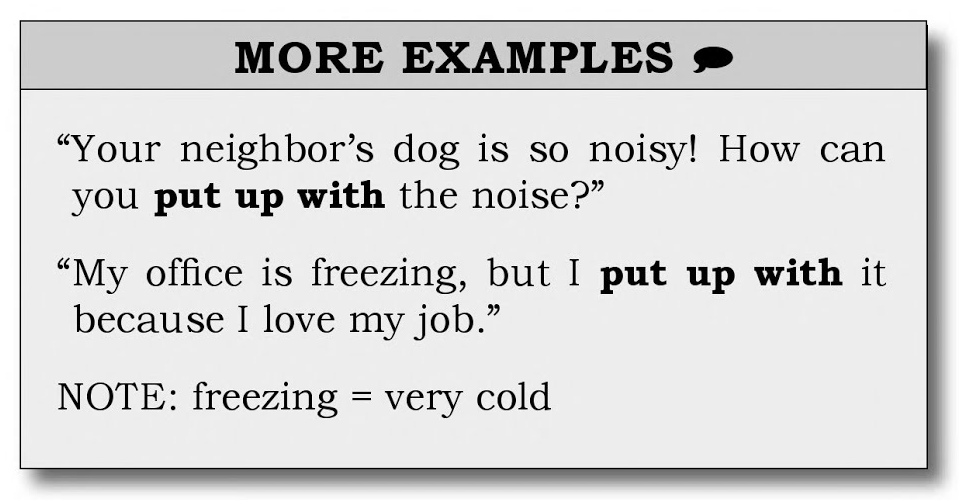 MORE EXAMPLES
“Your neighbor’s dog is so noisy! How can
you put up with the noise?”
“My office is freezing, but I put up with it
because I love my job.”
NOTE: freezing = very cold